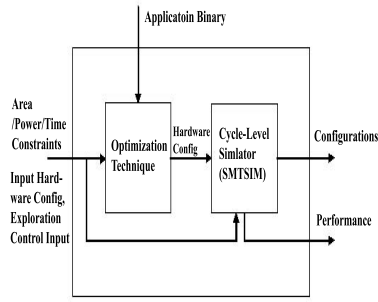 Applicatoin Binary
Area
/Power/Time
Constraints
Input Hard-
ware Config,
Exploration
Control Input
Optimization
Technique
Hardware
Config
Cycle-Level
Simlator
(SMTSIM)
Configurations
Performance